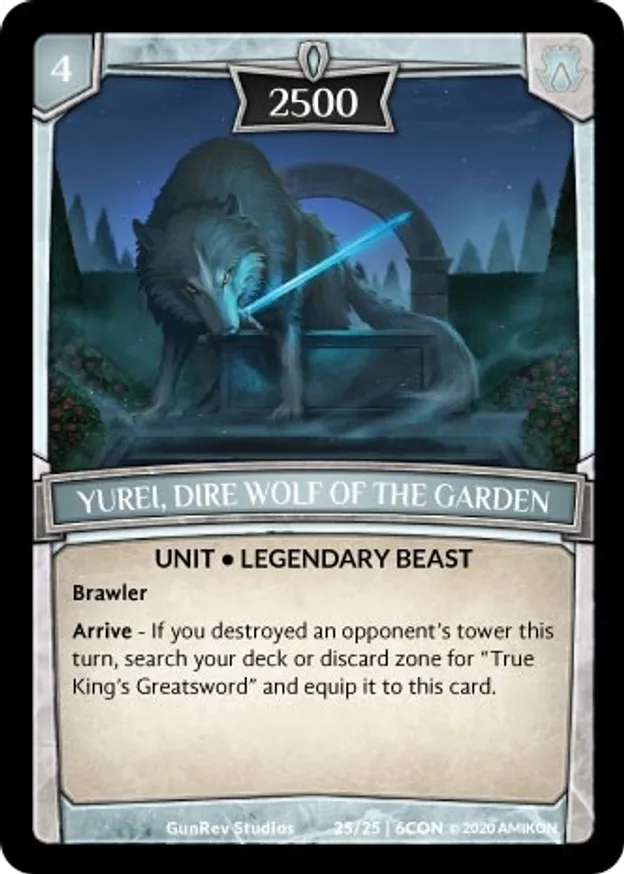 4
2500
YUREI, DIRE WOLF OF THE GARDEN
UNIT • LEGENDARY BEAST
Brawler
Arrive - If you destroyed an opponent's tower this
turn, search your deck or discard zone for "True
King's Greatsword" and equip it to this card.
GunRev Studios 25/25 | 6CON © 2020 AMIKON